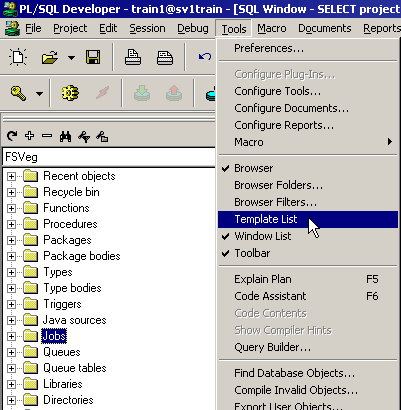 PL/SQL Developer - train1@sv1train - [SQL Window - SELECT project
File Project Edit Session Debug Tools Macro Documents Reports
Preferences...
Configure Plug-Ins...
Configure Tools...
Configure Documents...
Configure Reports...
Macro
FSVeg
Browser
Recent objects
Browser Folders...
Recycle bin
Browser Filters...
Functions
Template List
Procedures
Window List
Packages
Toolbar
Package bodies
Types
Explain Plan F5
Type bodies
Code Assistant F6
Triggers
Code Contents
Java sources
Show Compiler Hints
Jobs
Query Builder...
Queues
Queue tables
Find Database Objects...
Libraries
Compile Invalid Objects...
Directories
Export User Objects...